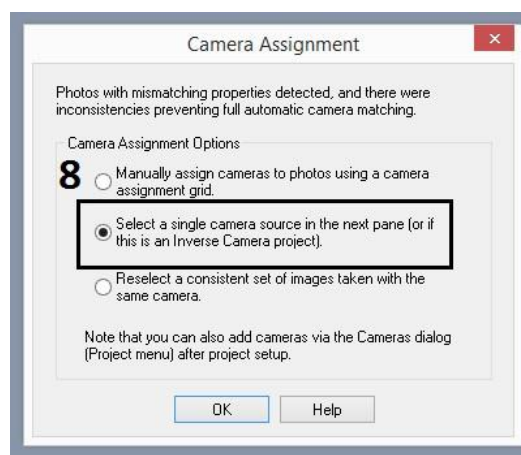 Camera Assignment
Photos with mismatching properties detected, and there were
inconsistencies preventing full automatic camera matching.
Camera Assignment Options
8
Manually assign cameras to photos using a camera
assignment grid.
Select a single camera source in the next pane (or if
this is an Inverse Camera project).
Reselect a consistent set of images taken with the
same camera.
Note that you can also add cameras via the Cameras dialog
(Project menu) after project setup.
OK Help